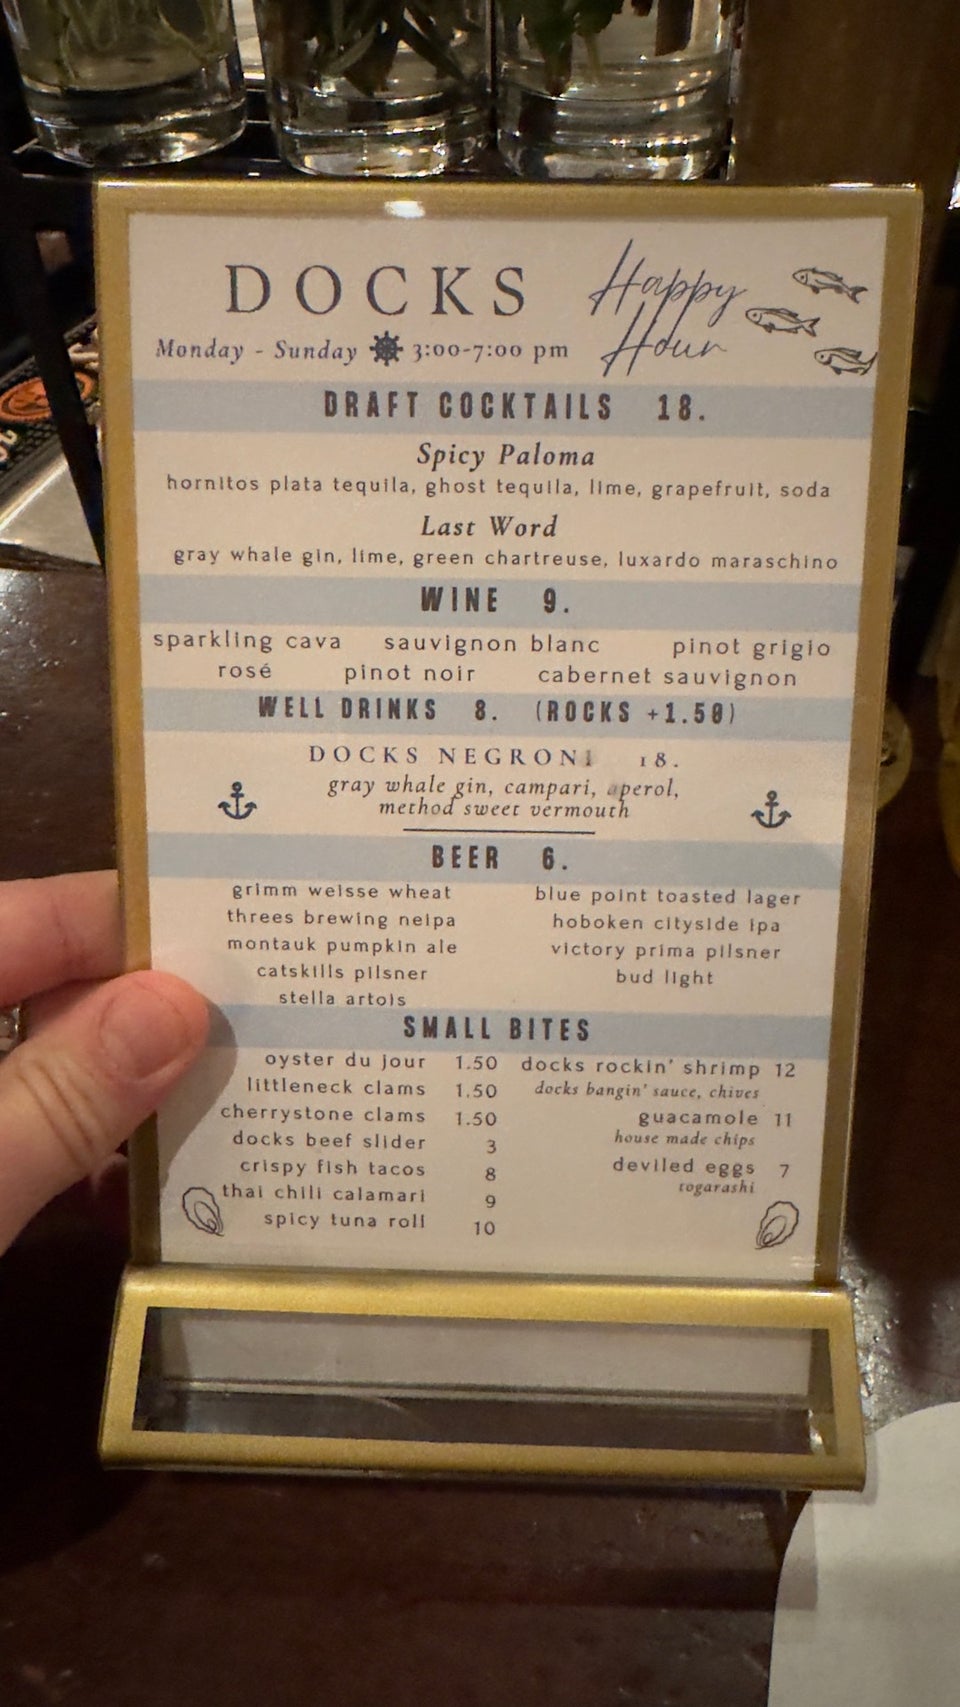 DOCKS Happy Hour
Monday - Sunday 3:00-7:00 pm
DRAFT COCKTAILS 18.
Spicy Paloma
hornitos plata tequila, ghost tequila, lime, grapefruit, soda
Last Word
gray whale gin, lime, green chartreuse, luxardo maraschino
WINE 9.
sparkling cava sauvignon blanc pinot grigio
rosé pinot noir cabernet sauvignon
WELL DRINKS 8. (ROCKS +1.50)
DOCKS NEGRONI 18.
gray whale gin, campari, aperol,
method sweet vermouth
BEER 6.
grimm weisse wheat blue point toasted lager
threes brewing neipa hoboken cityside ipa
montauk pumpkin ale victory prima pilsner
catskills pilsner bud light
stella artois
SMALL BITES
oyster du jour 1.50
littleneck clams 1.50
cherrystone clams 1.50
docks beef slider 3
crispy fish tacos 8
thai chili calamari 9
spicy tuna roll 10
docks rockin' shrimp 12
docks bangin' sauce, chives
guacamole 11
house made chips
deviled eggs 7
togarashi